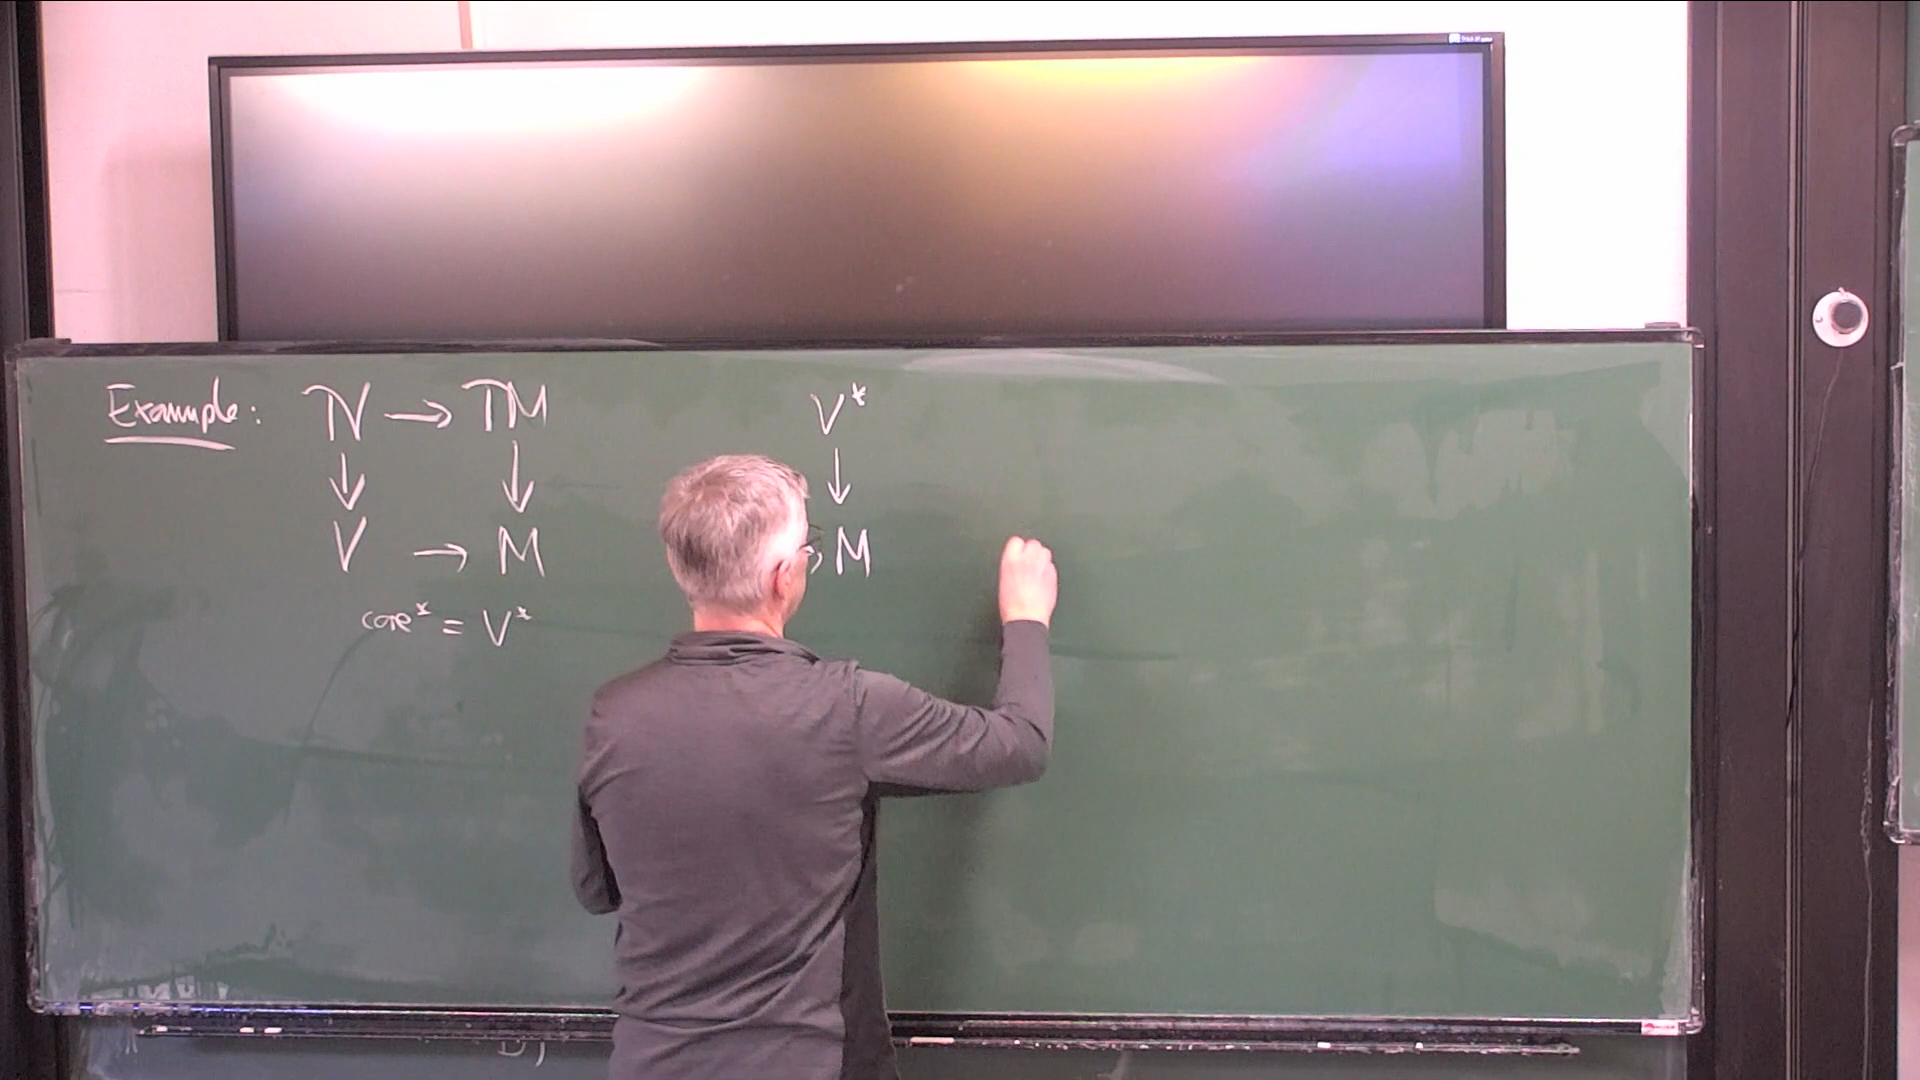 Example: TV → TM V*
↓ ↓ ↓
V → M → M
core* = V*